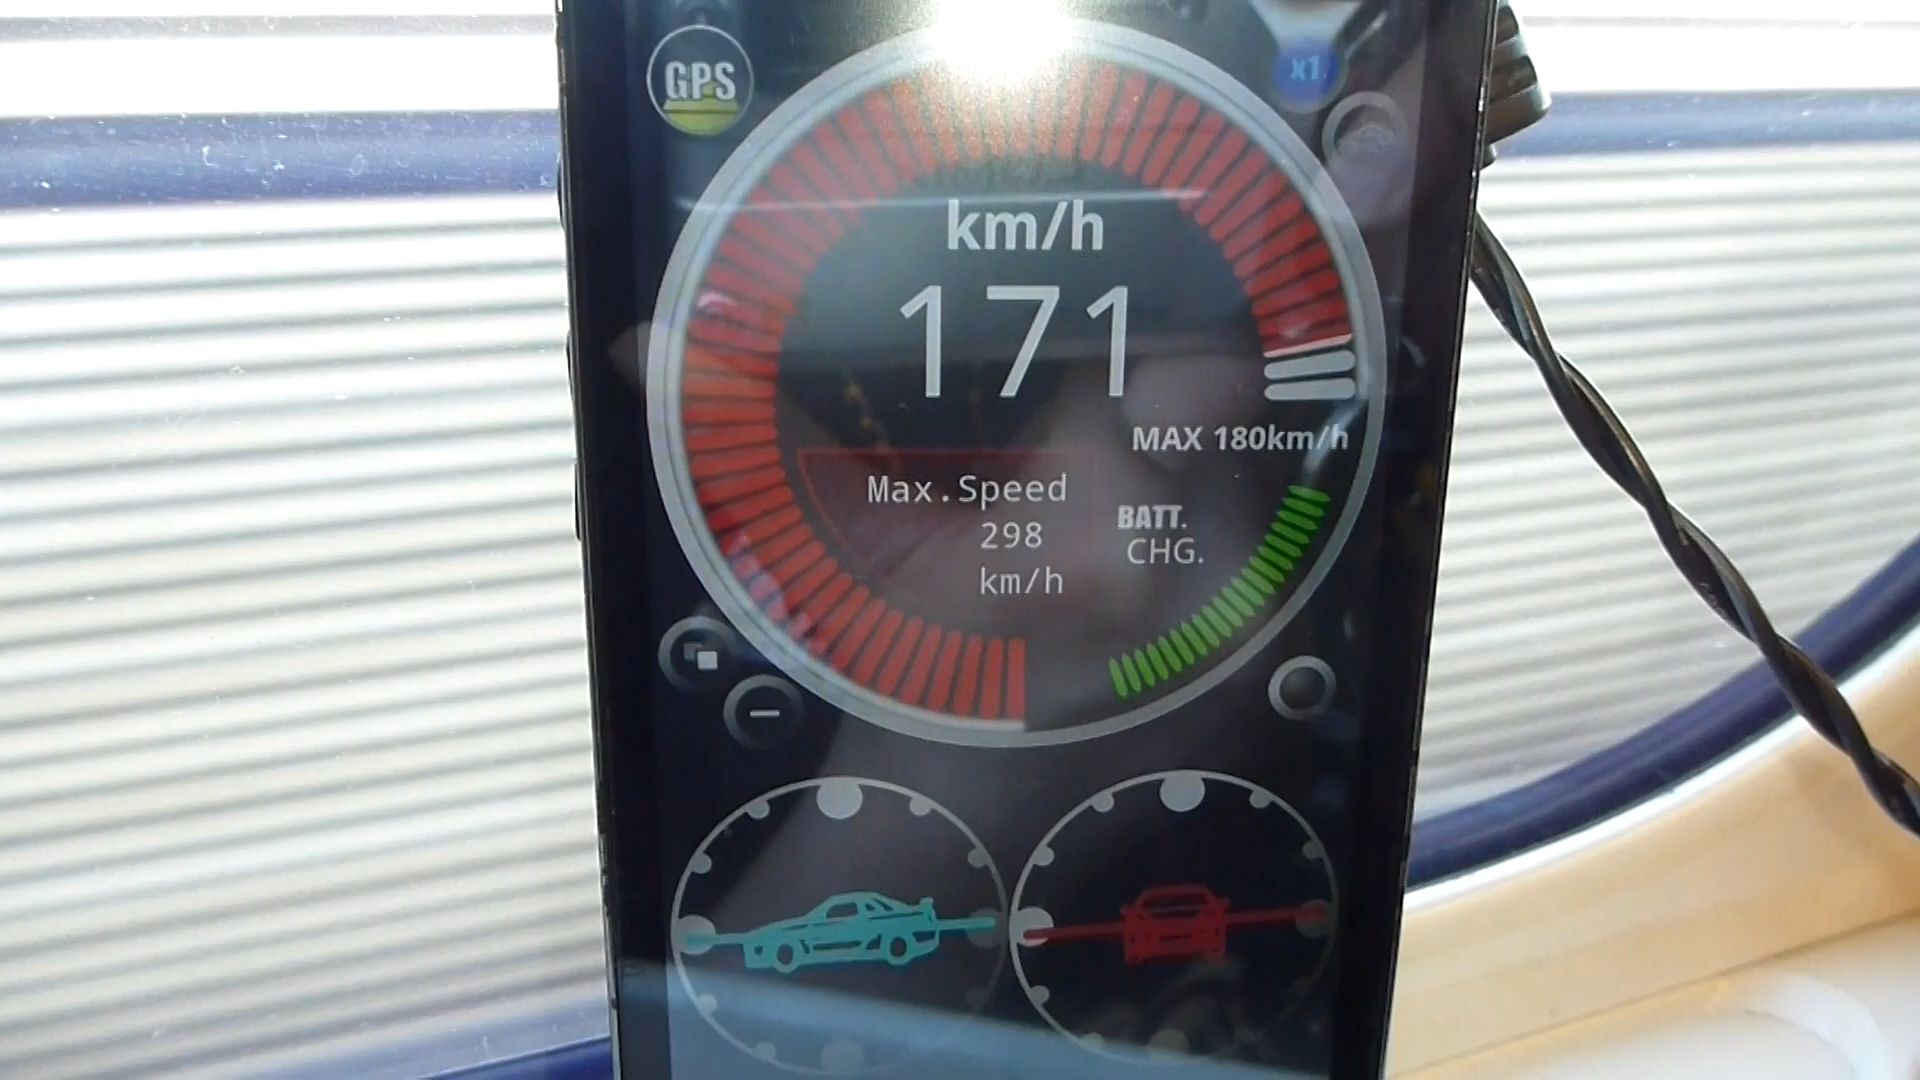 GPS
x1
km/h
171
MAX 180km/h
Max.Speed
298
km/h
BATT.
CHG.